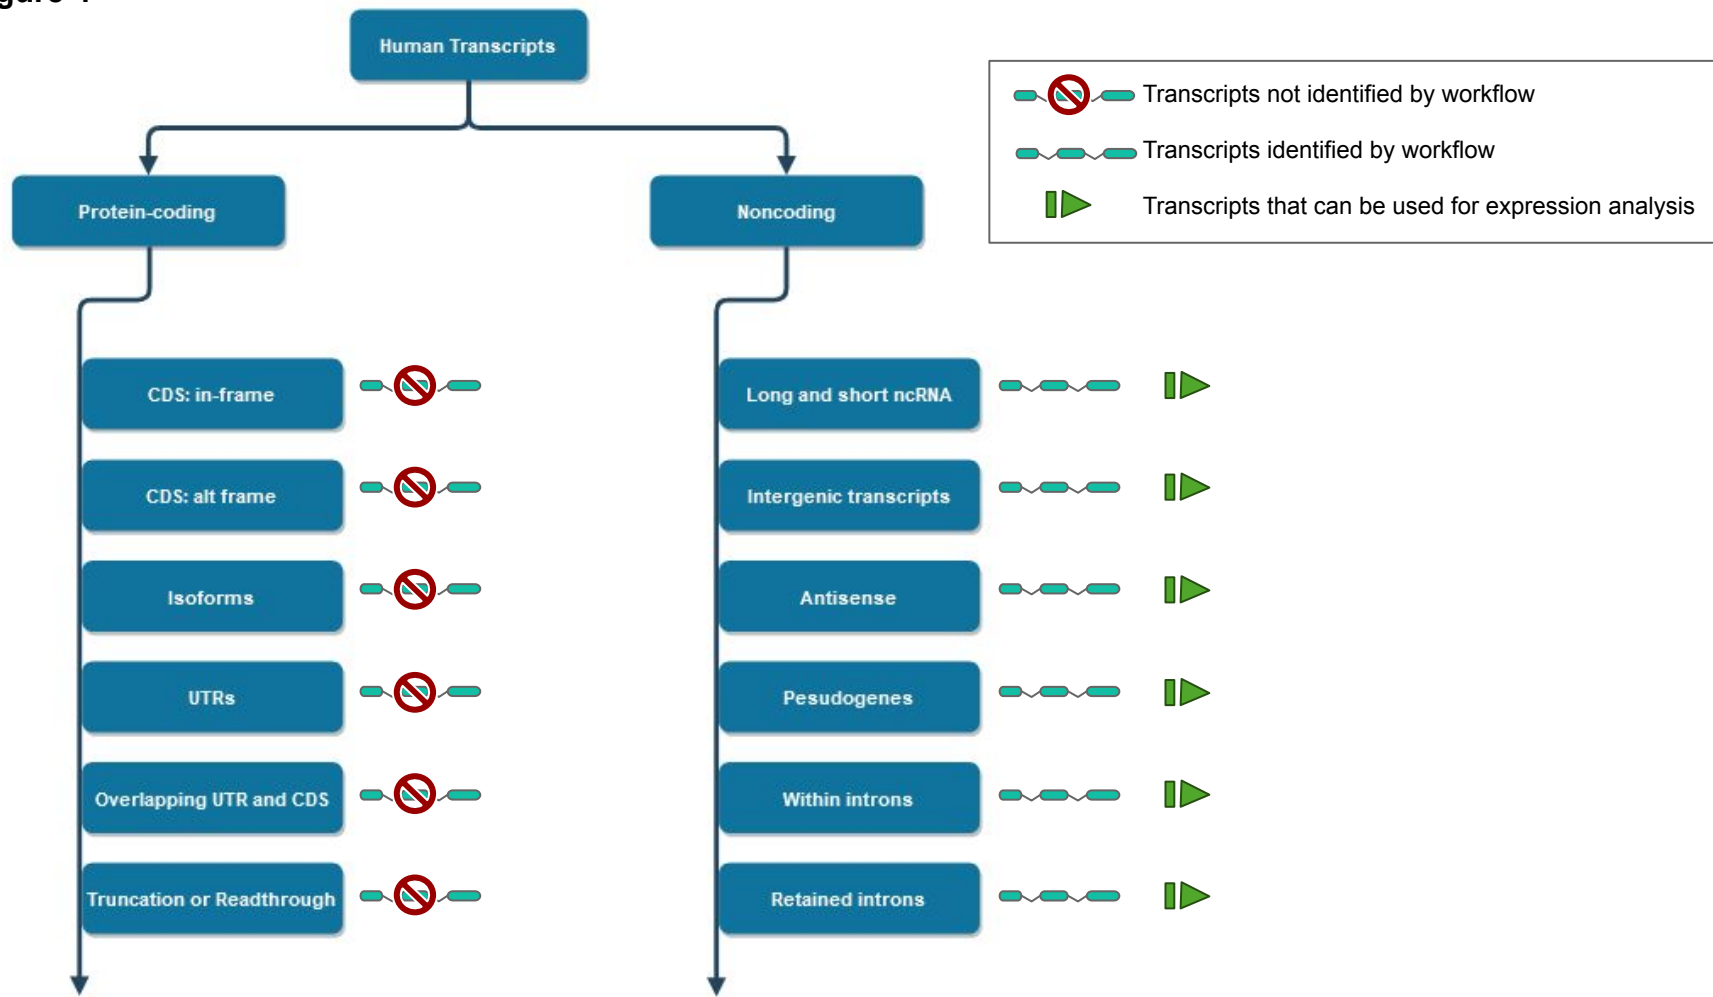 Human Transcripts
Transcripts not identified by workflow
Transcripts identified by workflow
Transcripts that can be used for expression analysis
Protein-coding
Noncoding
CDS: in-frame
Long and short ncRNA
CDS: alt frame
Intergenic transcripts
Isoforms
Antisense
UTRs
Pesudogenes
Overlapping UTR and CDS
Within introns
Truncation or Readthrough
Retained introns